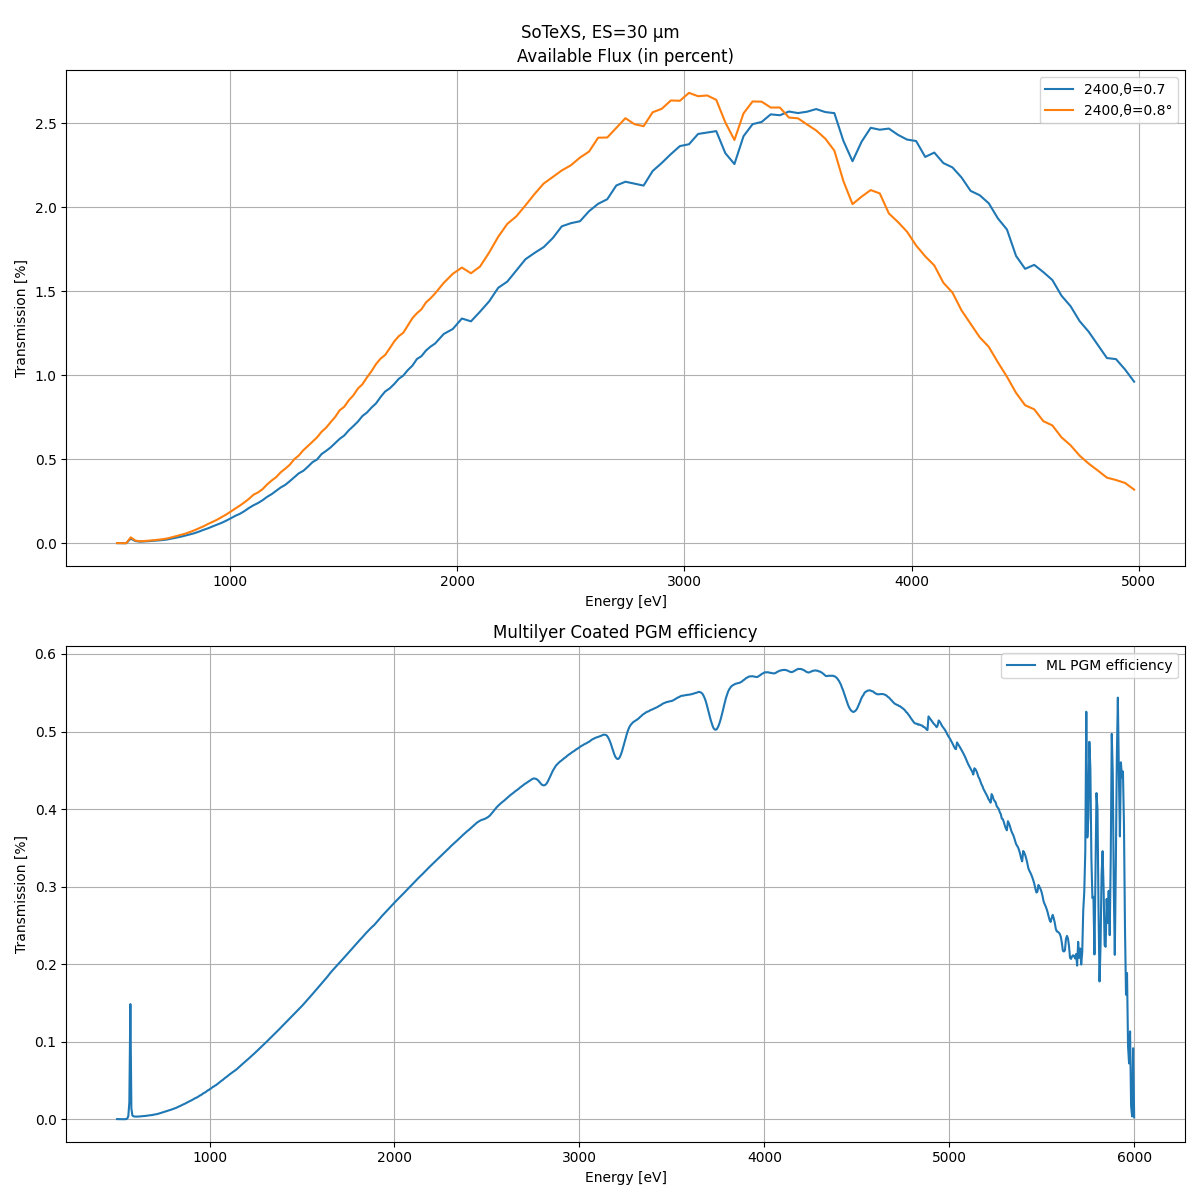 SoTeXS, ES=30 μm
Available Flux (in percent)
2400,θ=0.7
2400,θ=0.8°
Transmission [%]
2.5
2.0
1.5
1.0
0.5
0.0
1000 2000 3000 4000 5000
Energy [eV]
Multilyer Coated PGM efficiency
ML PGM efficiency
Transmission [%]
0.6
0.5
0.4
0.3
0.2
0.1
0.0
1000 2000 3000 4000 5000 6000
Energy [eV]